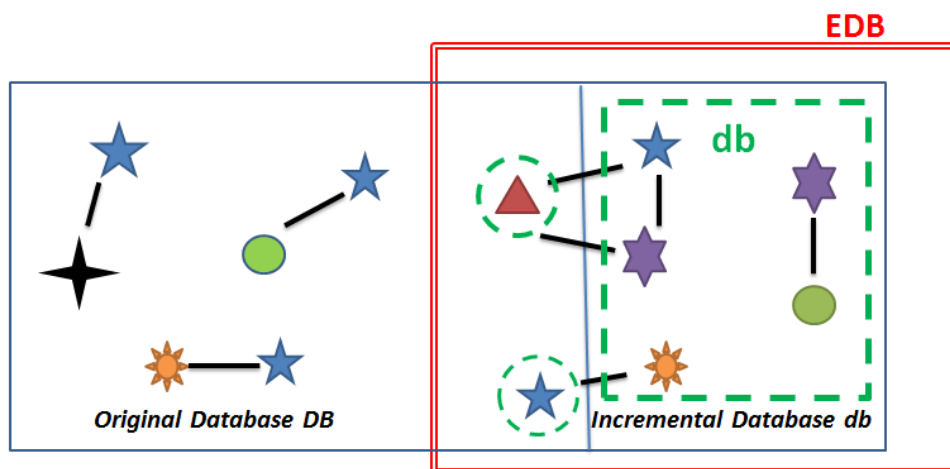 EDB
db
Original Database DB
Incremental Database db